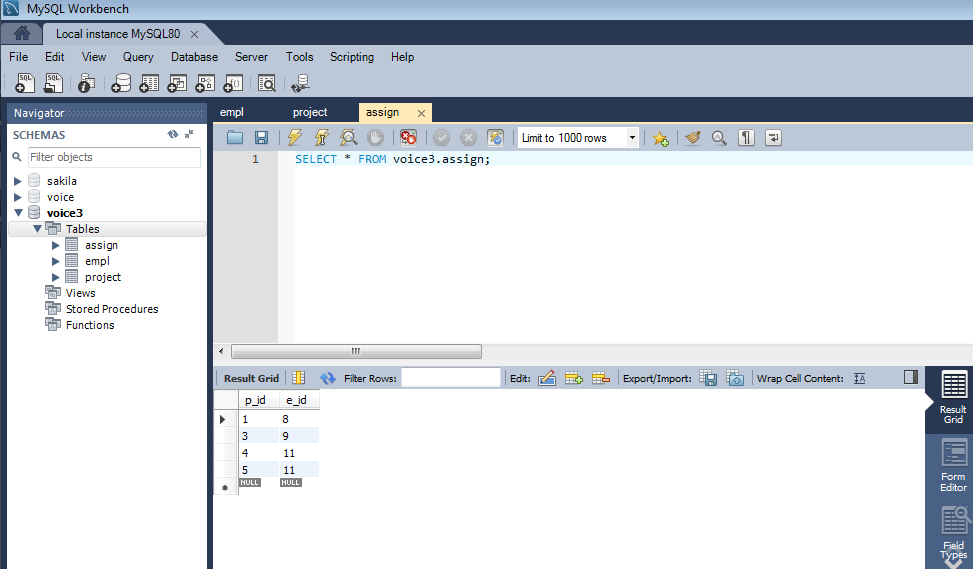 MySQL Workbench
Local instance MySQL80
File Edit View Query Database Server Tools Scripting Help
Navigator
SCHEMAS
Filter objects
sakila
voice
voice3
Tables
assign
empl
project
Views
Stored Procedures
Functions
empl project assign
Limit to 1000 rows
1 SELECT * FROM voice3.assign;
Result Grid Filter Rows: Edit: Export/Import: Wrap Cell Content:
p_id e_id
1 8
3 9
4 11
5 11
NULL NULL
Result
Grid
Form
Editor
Field
Types